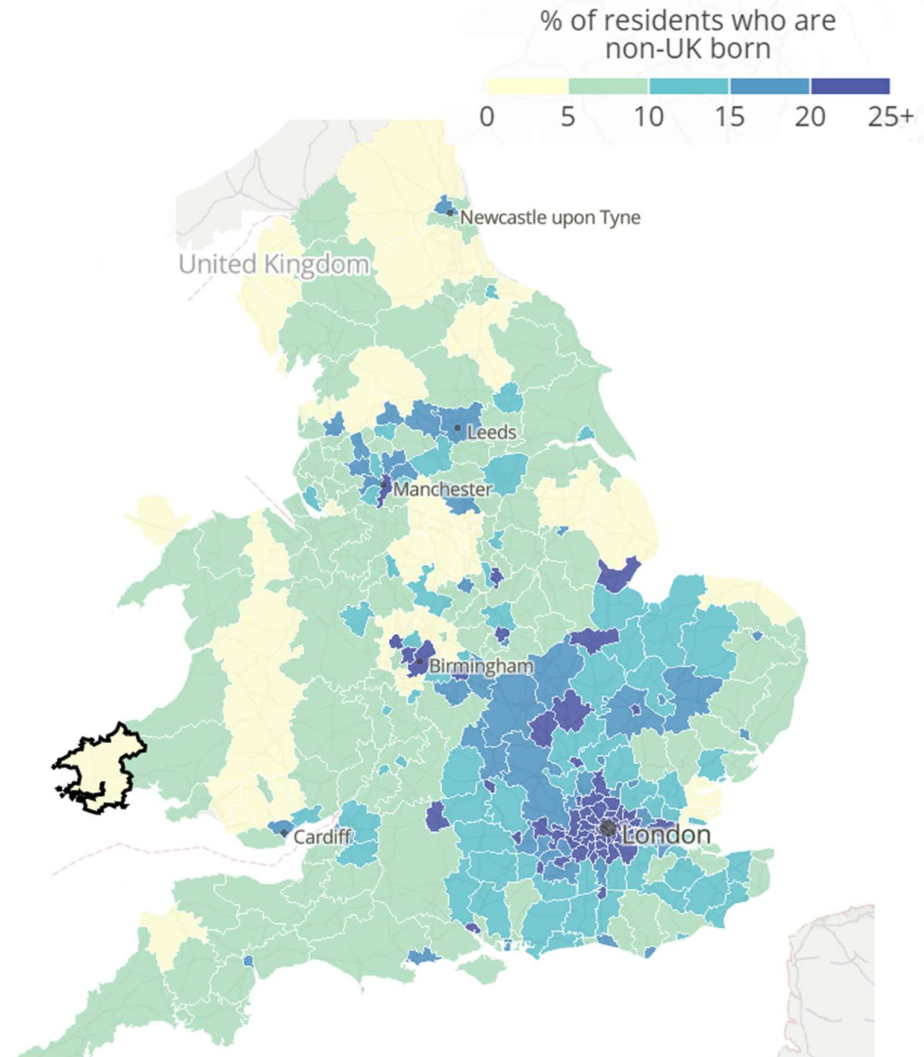 % of residents who are
non-UK born
0 5 10 15 20 25+
Newcastle upon Tyne
United Kingdom
Leeds
Manchester
Birmingham
Cardiff
London